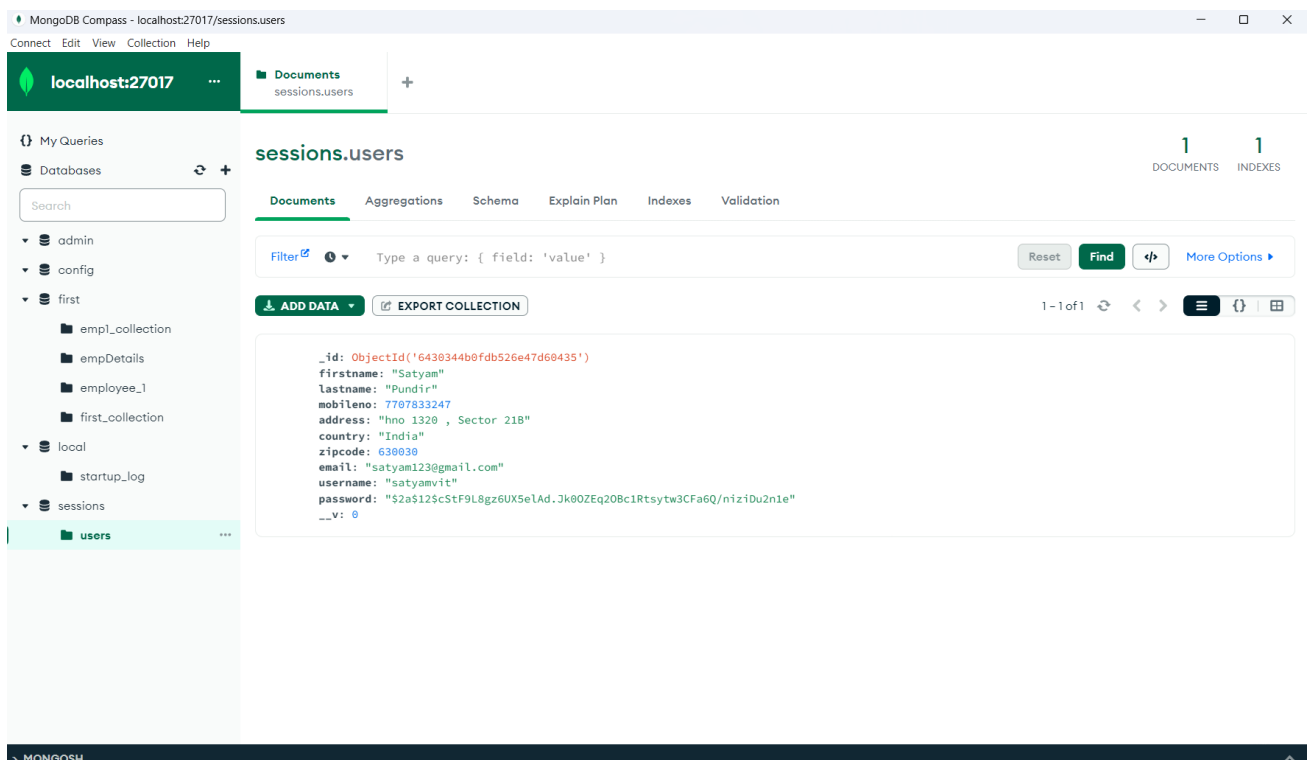 MongoDB Compass - localhost:27017/sessions.users
Connect Edit View Collection Help
localhost:27017 ...
Documents
sessions.users
+
{} My Queries
Databases
Search
admin
config
first
emp1_collection
empDetails
employee_1
first_collection
local
startup_log
sessions
users ...
sessions.users
1 DOCUMENTS
1 INDEXES
Documents Aggregations Schema Explain Plan Indexes Validation
Filter Type a query: { field: 'value' } Reset Find </> More Options
ADD DATA EXPORT COLLECTION 1 - 1 of 1 {}
_id: ObjectId('6430344b0fdb526e47d60435')
firstname: "Satyam"
lastname: "Pundir"
mobileno: 7707833247
address: "hno 1320 , Sector 21B"
country: "India"
zipcode: 630030
email: "satyam123@gmail.com"
username: "satyamvit"
password: "$2a$12$cStF9L8gz6UX5elAd.Jk0OZEq2OBc1Rtsytw3CFa6Q/niziDu2n1e"
__v: 0
>_MONGOSH